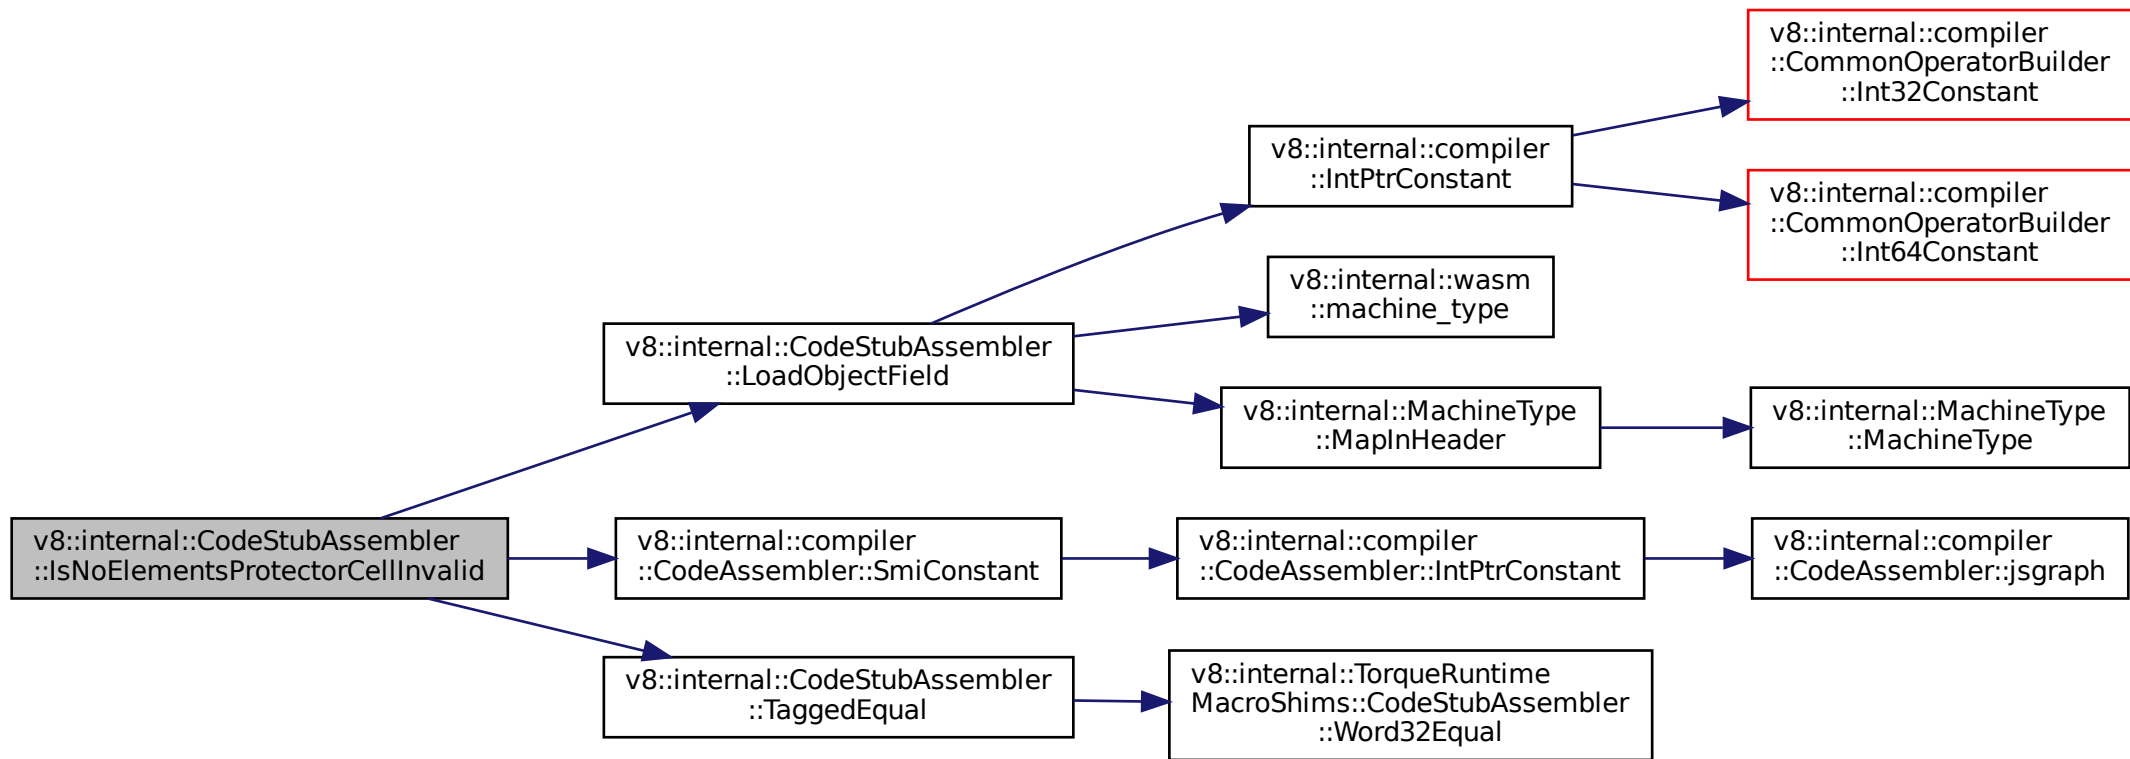 v8::internal::compiler
::CommonOperatorBuilder
::Int32Constant
v8::internal::compiler
::IntPtrConstant
v8::internal::compiler
::CommonOperatorBuilder
::Int64Constant
v8::internal::wasm
::machine_type
v8::internal::CodeStubAssembler
::LoadObjectField
v8::internal::MachineType
::MapInHeader
v8::internal::MachineType
::MachineType
v8::internal::CodeStubAssembler
::IsNoElementsProtectorCellInvalid
v8::internal::compiler
::CodeAssembler::SmiConstant
v8::internal::compiler
::CodeAssembler::IntPtrConstant
v8::internal::compiler
::CodeAssembler::jsgraph
v8::internal::CodeStubAssembler
::TaggedEqual
v8::internal::TorqueRuntime
MacroShims::CodeStubAssembler
::Word32Equal